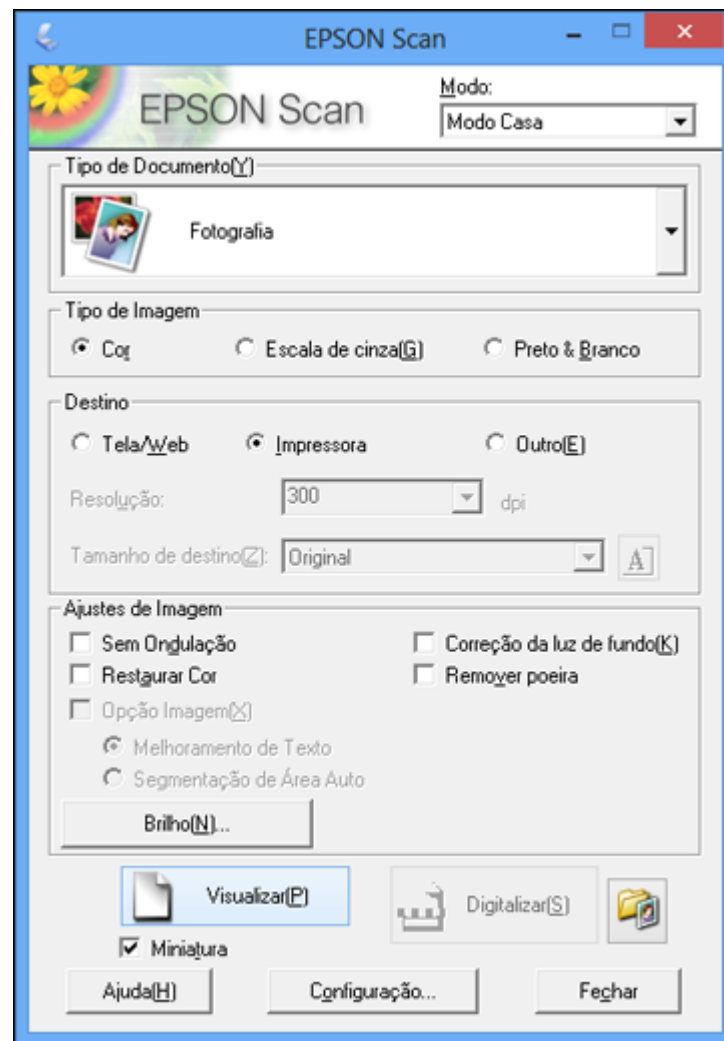 EPSON Scan
EPSON Scan
Modo:
Modo Casa
Tipo de Documento(Y)
Fotografia
Tipo de Imagem
Cor Escala de cinza(G) Preto & Branco
Destino
Tela/Web Impressora Outro(E)
Resolução: 300 dpi
Tamanho de destino(Z): Original A
Ajustes de Imagem
Sem Ondulação Correção da luz de fundo(K)
Restaurar Cor Remover poeira
Opção Imagem(X)
Melhoramento de Texto
Segmentação de Área Auto
Brilho(N)...
Visualizar(P) Digitalizar(S)
Miniatura
Ajuda(H) Configuração... Fechar